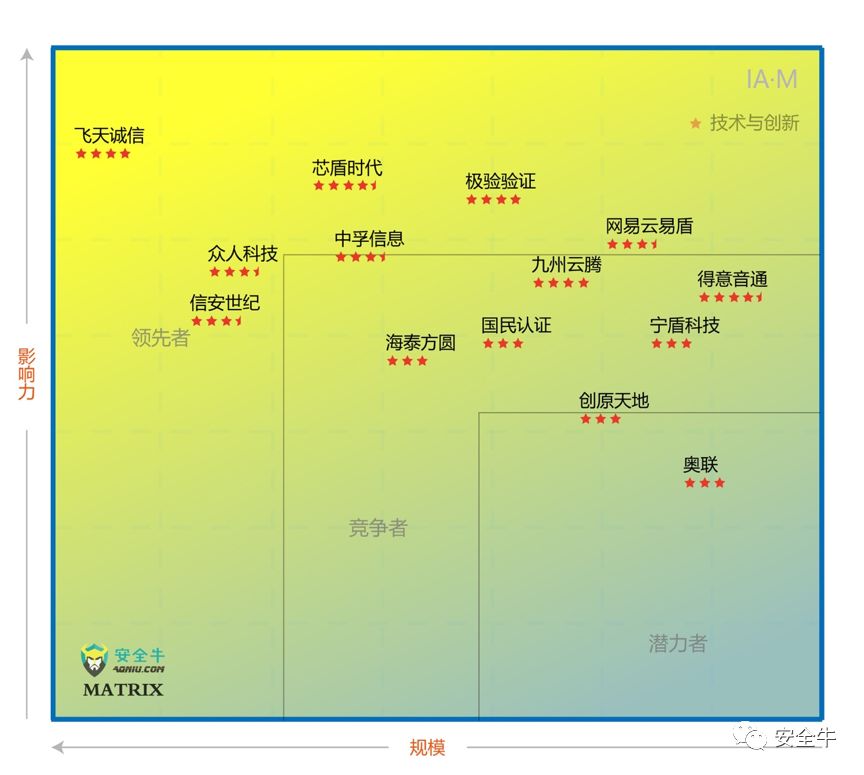 IA·M
技术与创新
飞天诚信
芯盾时代
极验验证
网易云易盾
中孚信息
众人科技
九州云腾
得意音通
信安世纪
国民认证
宁盾科技
领先者
海泰方圆
创原天地
奥联
竞争者
潜力者
影响力
安全牛
AQNIU.COM
MATRIX
规模
安全牛